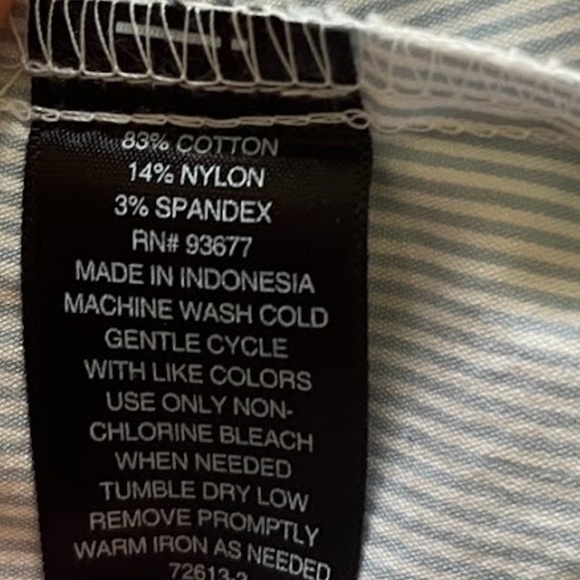 83% COTTON
14% NYLON
3% SPANDEX
RN# 93677
MADE IN INDONESIA
MACHINE WASH COLD
GENTLE CYCLE
WITH LIKE COLORS
USE ONLY NON-
CHLORINE BLEACH
WHEN NEEDED
TUMBLE DRY LOW
REMOVE PROMPTLY
WARM IRON AS NEEDED